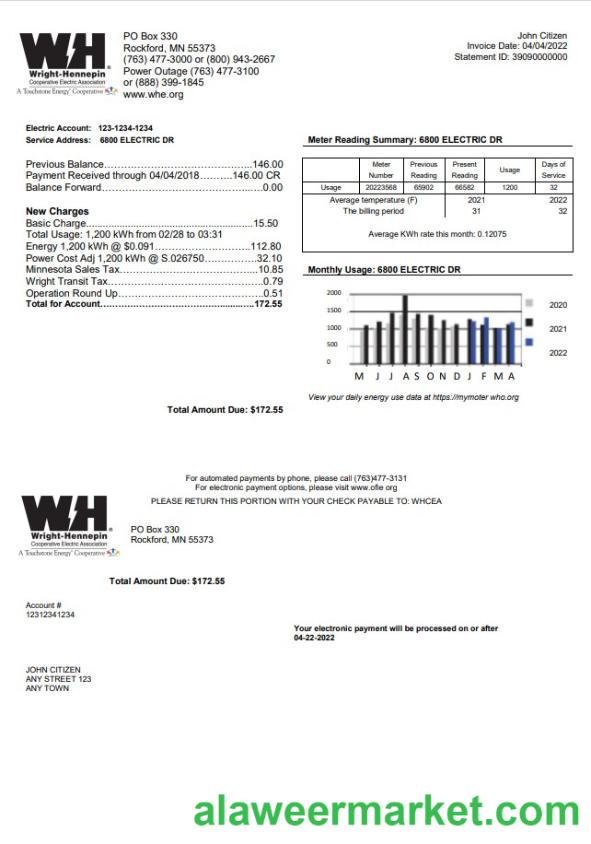 WH
Wright-Hennepin
Cooperative Electric Association
A Touchstone Energy® Cooperative
PO Box 330
Rockford, MN 55373
(763) 477-3000 or (800) 943-2667
Power Outage (763) 477-3100
or (888) 399-1845
www.whe.org
John Citizen
Invoice Date: 04/04/2022
Statement ID: 39090000000
Electric Account: 123-1234-1234
Service Address: 6800 ELECTRIC DR
Previous Balance..........................................146.00
Payment Received through 04/04/2018..........146.00 CR
Balance Forward...........................................0.00
New Charges
Basic Charge................................................15.50
Total Usage: 1,200 kWh from 02/28 to 03:31
Energy 1,200 kWh @ $0.091.........................112.80
Power Cost Adj 1,200 kWh @ S.026750..........32.10
Minnesota Sales Tax.....................................10.85
Wright Transit Tax.........................................0.79
Operation Round Up.......................................0.51
Total for Account...........................................172.55
Total Amount Due: $172.55
Meter Reading Summary: 6800 ELECTRIC DR
Meter Number Previous Reading Present Reading Usage Days of Service
Usage 20223568 65902 66582 1200 32
Average temperature (F) 2021 2022
The billing period 31 32
Average KWh rate this month: 0.12075
Monthly Usage: 6800 ELECTRIC DR
2000
1500
1000
500
0
M J J A S O N D J F M A
2020
2021
2022
View your daily energy use data at https://mymoter who.org
For automated payments by phone, please call (763)477-3131
For electronic payment options, please visit www.ofie org
PLEASE RETURN THIS PORTION WITH YOUR CHECK PAYABLE TO: WHCEA
WH
Wright-Hennepin
Cooperative Electric Association
A Touchstone Energy® Cooperative
PO Box 330
Rockford, MN 55373
Total Amount Due: $172.55
Account #
12312341234
Your electronic payment will be processed on or after
04-22-2022
JOHN CITIZEN
ANY STREET 123
ANY TOWN
alaweermarket.com